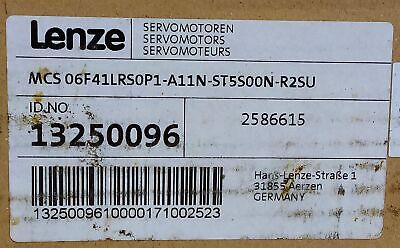 Lenze
SERVOMOTOREN
SERVOMOTORS
SERVOMOTEURS
MCS 06F41LRS0P1-A11N-ST5S00N-R2SU
ID.NO.
13250096
2586615
Hans-Lenze-Straße 1
31855 Aerzen
GERMANY
1325009610000171002523